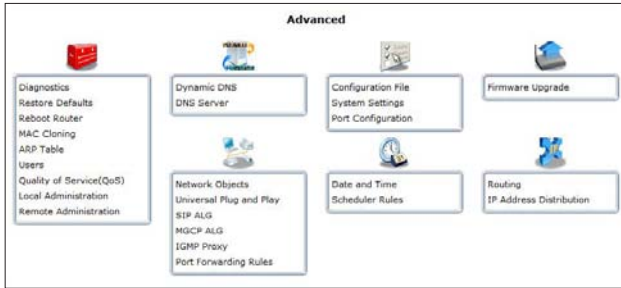 Advanced
Diagnostics
Restore Defaults
Reboot Router
MAC Cloning
ARP Table
Users
Quality of Service(QoS)
Local Administration
Remote Administration
Dynamic DNS
DNS Server
Configuration File
System Settings
Port Configuration
Firmware Upgrade
Network Objects
Universal Plug and Play
SIP ALG
MGCP ALG
IGMP Proxy
Port Forwarding Rules
Date and Time
Scheduler Rules
Routing
IP Address Distribution